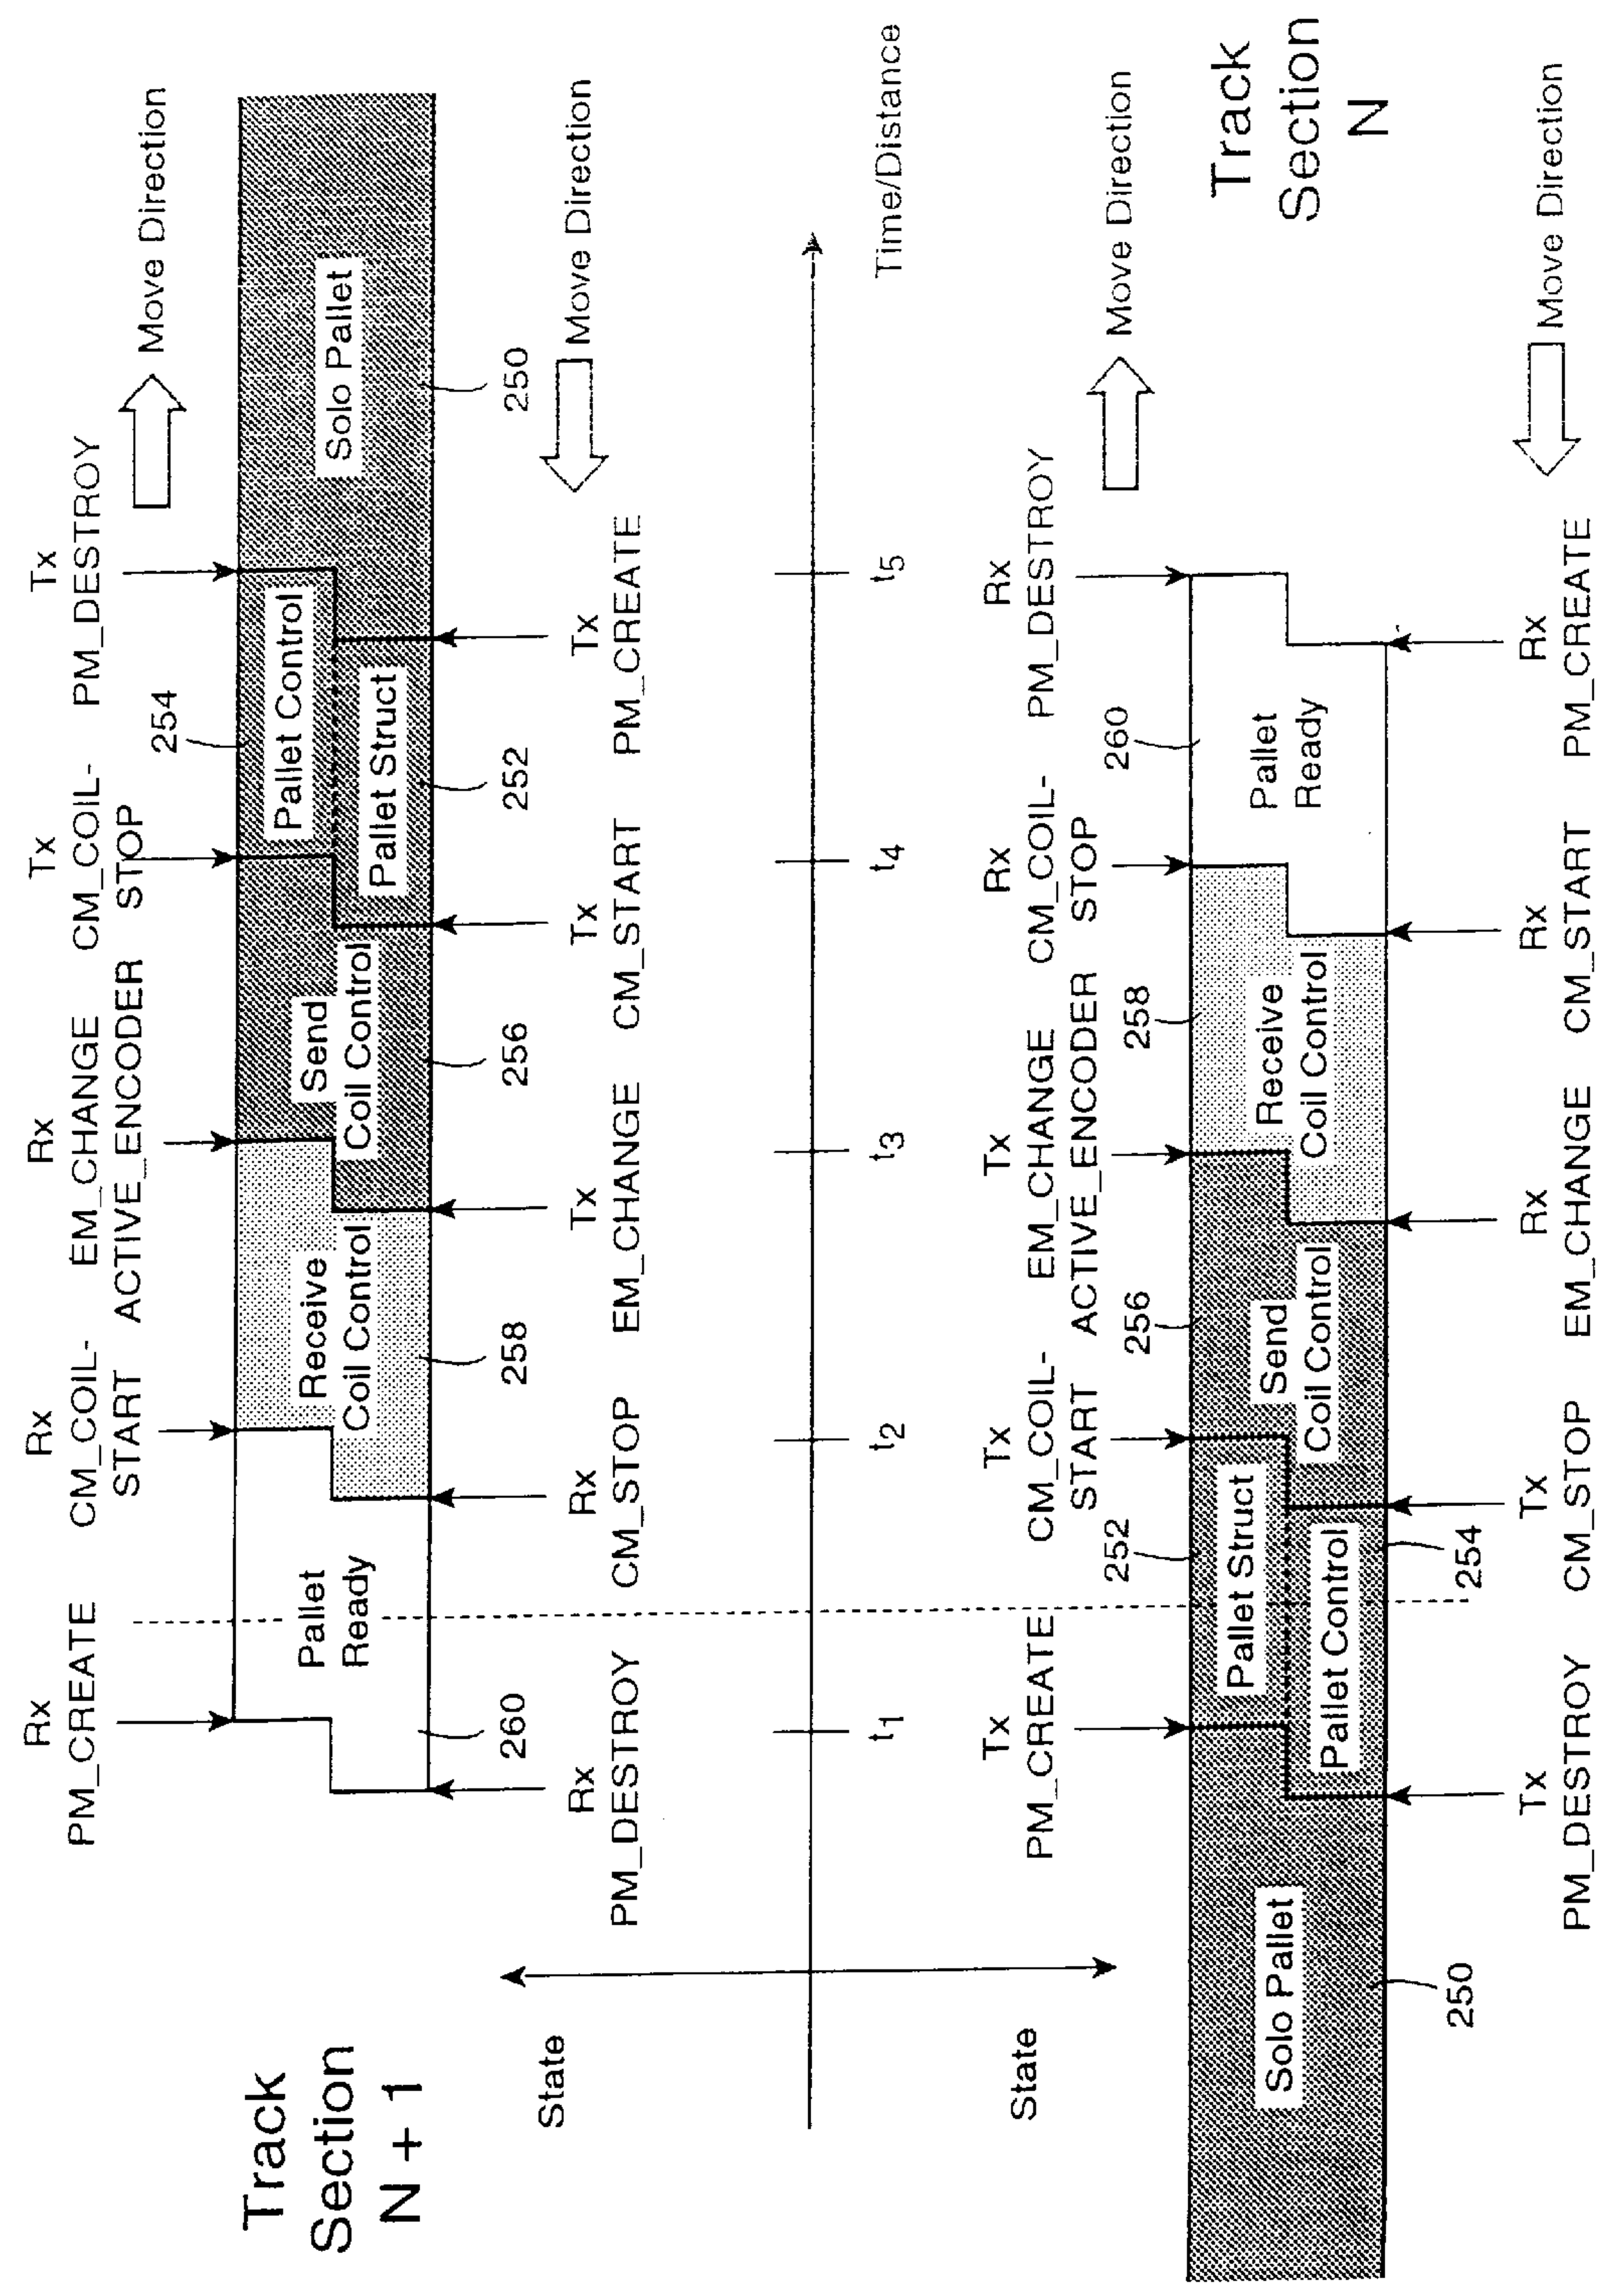 Rx
PM_CREATE
Rx
CM_COIL-
START
Rx
EM_CHANGE
ACTIVE_ENCODER
Tx
CM_COIL-
STOP
Tx
PM_DESTROY
Move Direction
254
Track
Section
N + 1
Pallet
Ready
Receive
Coil Control
Send
Coil Control
Pallet Control
Pallet Struct
Solo Pallet
260
258
256
252
250
State
Rx
PM_DESTROY
Rx
CM_STOP
Tx
EM_CHANGE
Tx
CM_START
Tx
PM_CREATE
Move Direction
t1
t2
t3
t4
t5
Time/Distance
State
Tx
PM_CREATE
Tx
CM_COIL-
START
Tx
EM_CHANGE
ACTIVE_ENCODER
Rx
CM_COIL-
STOP
Rx
PM_DESTROY
Move Direction
252
256
258
260
Solo Pallet
Pallet Struct
Pallet Control
Send
Coil Control
Receive
Coil Control
Pallet
Ready
Track
Section
N
250
254
Tx
PM_DESTROY
Tx
CM_STOP
Rx
EM_CHANGE
Rx
CM_START
Rx
PM_CREATE
Move Direction